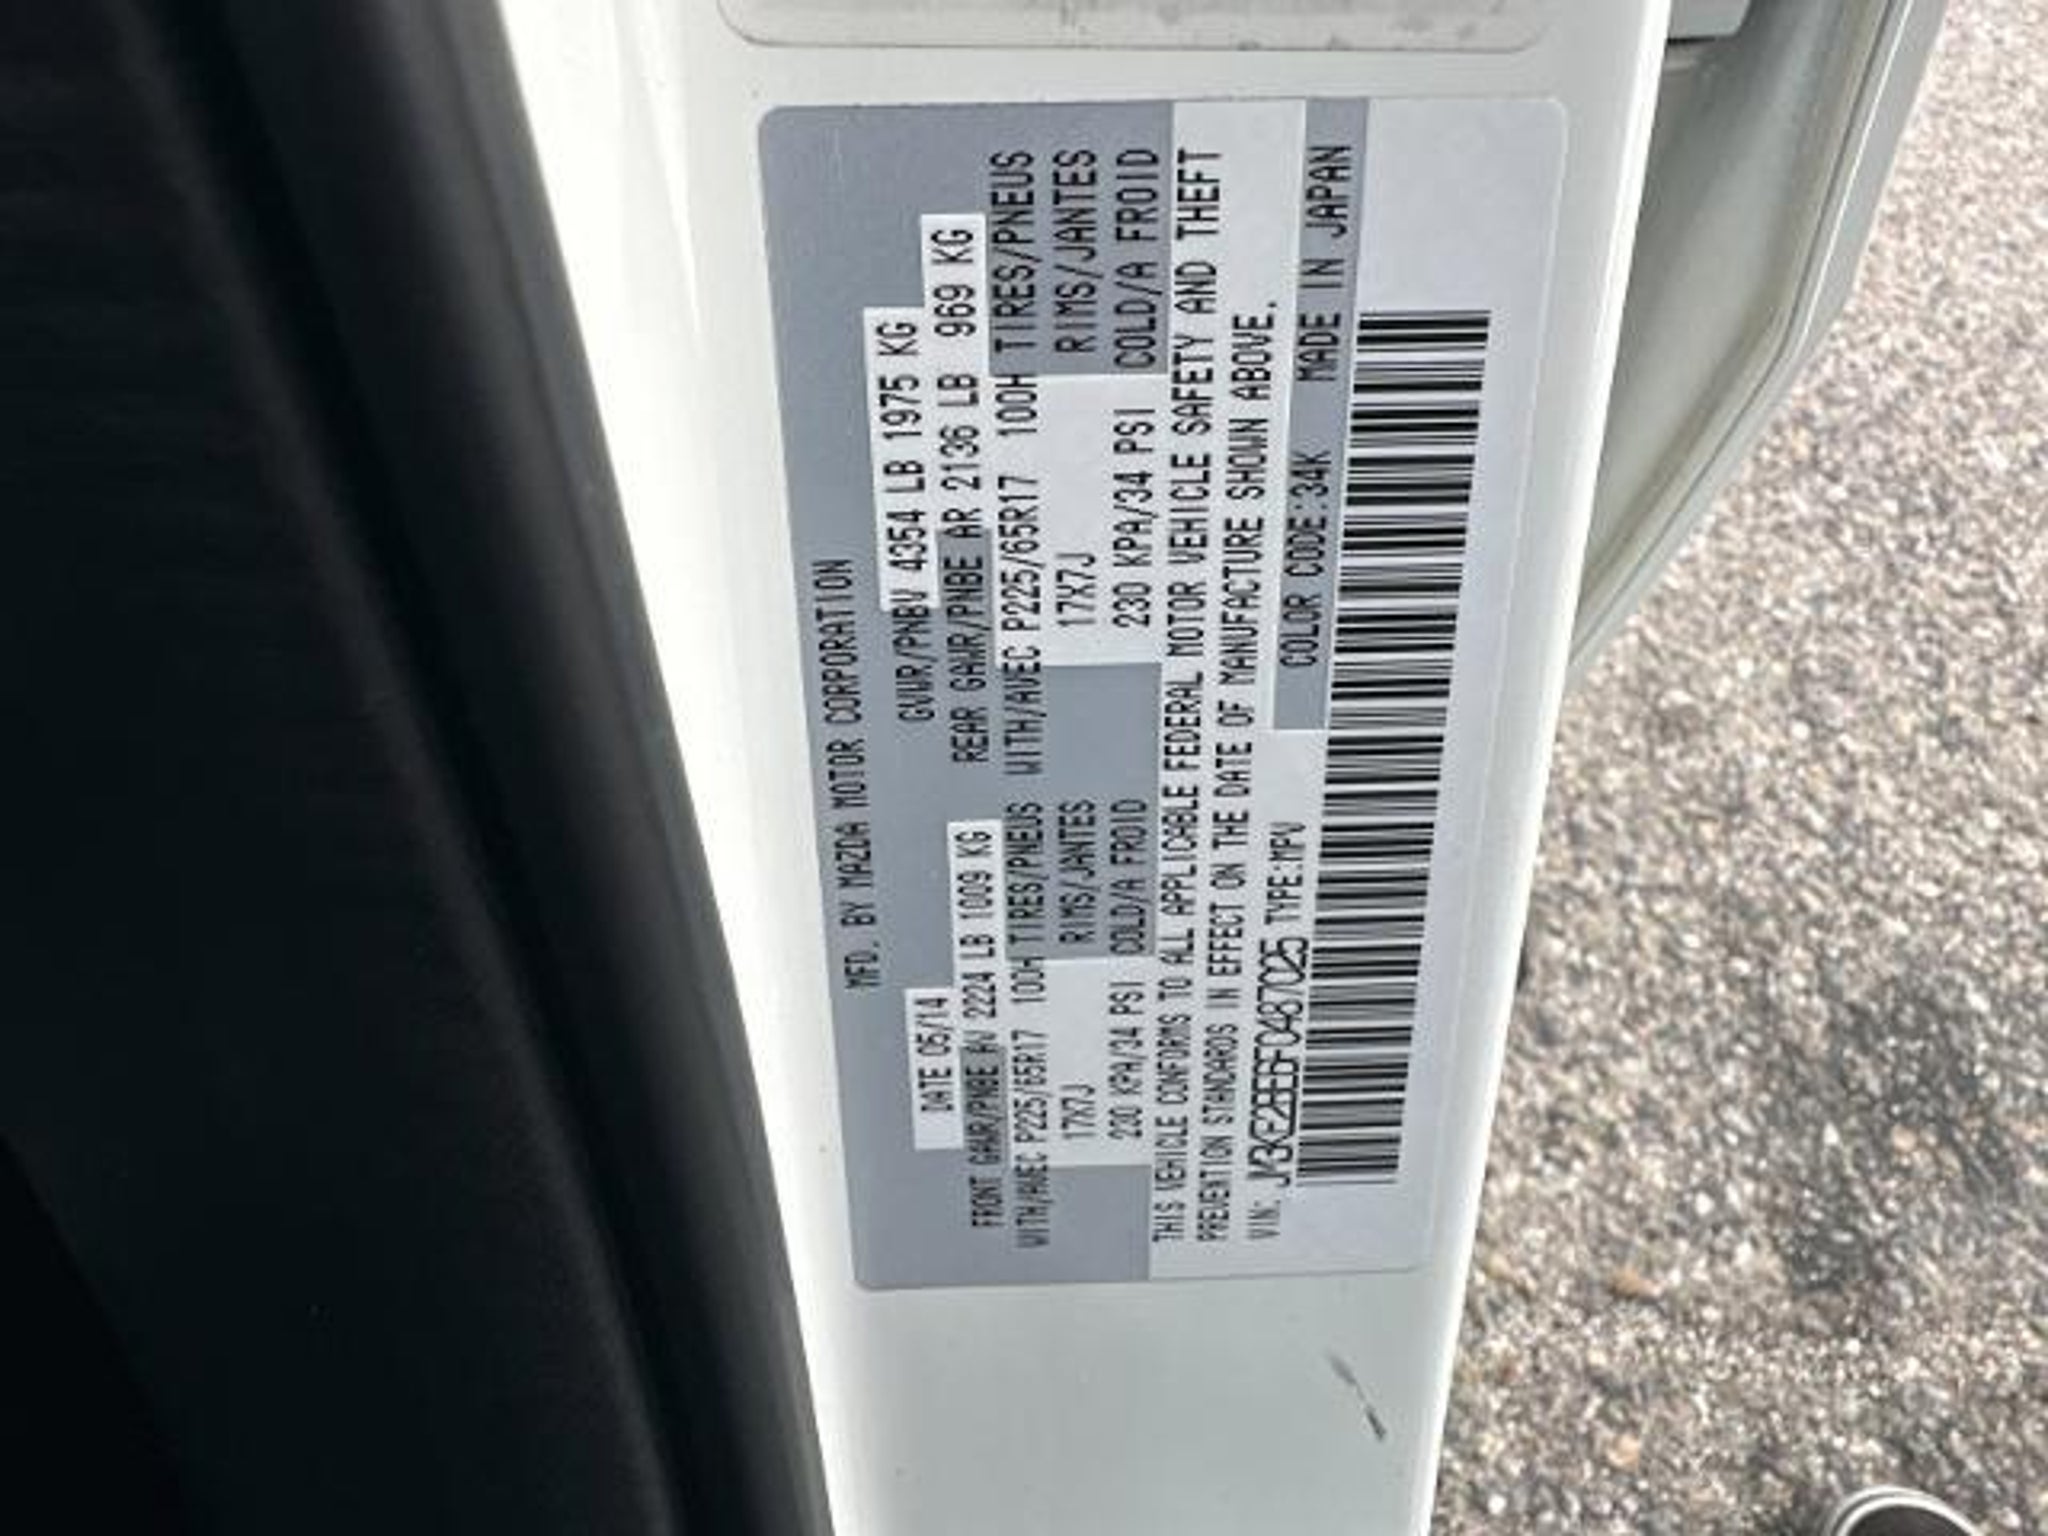 MFD. BY MAZDA MOTOR CORPORATION
DATE 05/14 GVWR/PNBV 4354 LB 1975 KG
FRONT GAWR/PNBE AV 2224 LB 1009 KG REAR GAWR/PNBE AR 2136 LB 969 KG
WITH/AVEC P225/65R17 100H TIRES/PNEUS WITH/AVEC P225/65R17 100H TIRES/PNEUS
17X7J RIMS/JANTES 17X7J RIMS/JANTES
230 KPA/34 PSI COLD/A FROID 230 KPA/34 PSI COLD/A FROID
THIS VEHICLE CONFORMS TO ALL APPLICABLE FEDERAL MOTOR VEHICLE SAFETY AND THEFT
PREVENTION STANDARDS IN EFFECT ON THE DATE OF MANUFACTURE SHOWN ABOVE.
VIN: JM3KE2BE6F0487025 TYPE:MPV COLOR CODE:34K MADE IN JAPAN